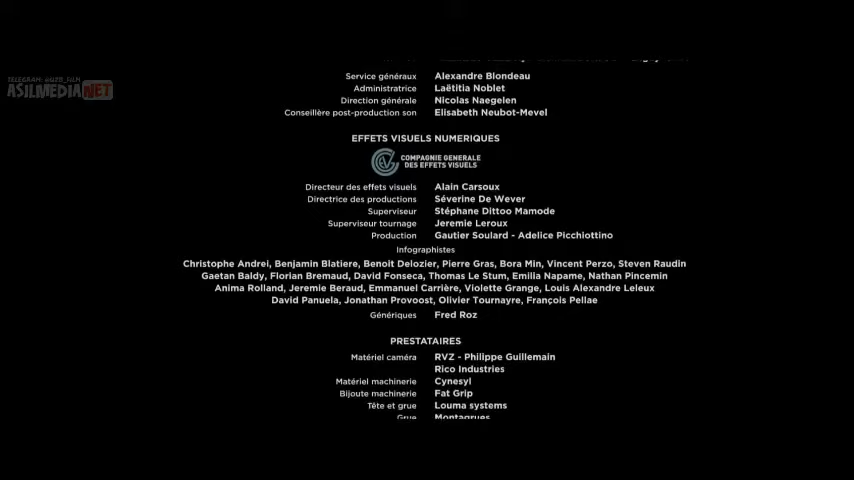 TELEGRAM: @UZB_FILM
ASILMEDIA.NET
Service généraux Alexandre Blondeau
Administratrice Laëtitia Noblet
Direction générale Nicolas Naegelen
Conseillère post-production son Elisabeth Neubot-Mevel
EFFETS VISUELS NUMERIQUES
CGEV COMPAGNIE GENERALE
DES EFFETS VISUELS
Directeur des effets visuels Alain Carsoux
Directrice des productions Séverine De Wever
Superviseur Stéphane Dittoo Mamode
Superviseur tournage Jeremie Leroux
Production Gautier Soulard - Adelice Picchiottino
Infographistes
Christophe Andrei, Benjamin Blatiere, Benoit Delozier, Pierre Gras, Bora Min, Vincent Perzo, Steven Raudin
Gaetan Baldy, Florian Bremaud, David Fonseca, Thomas Le Stum, Emilia Napame, Nathan Pincemin
Anima Rolland, Jeremie Beraud, Emmanuel Carrière, Violette Grange, Louis Alexandre Leleux
David Panuela, Jonathan Provoost, Olivier Tournayre, François Pellae
Génériques Fred Roz
PRESTATAIRES
Matériel caméra RVZ - Philippe Guillemain
Rico Industries
Matériel machinerie Cynesyl
Bijoute machinerie Fat Grip
Tête et grue Louma systems
Grue Montagrues